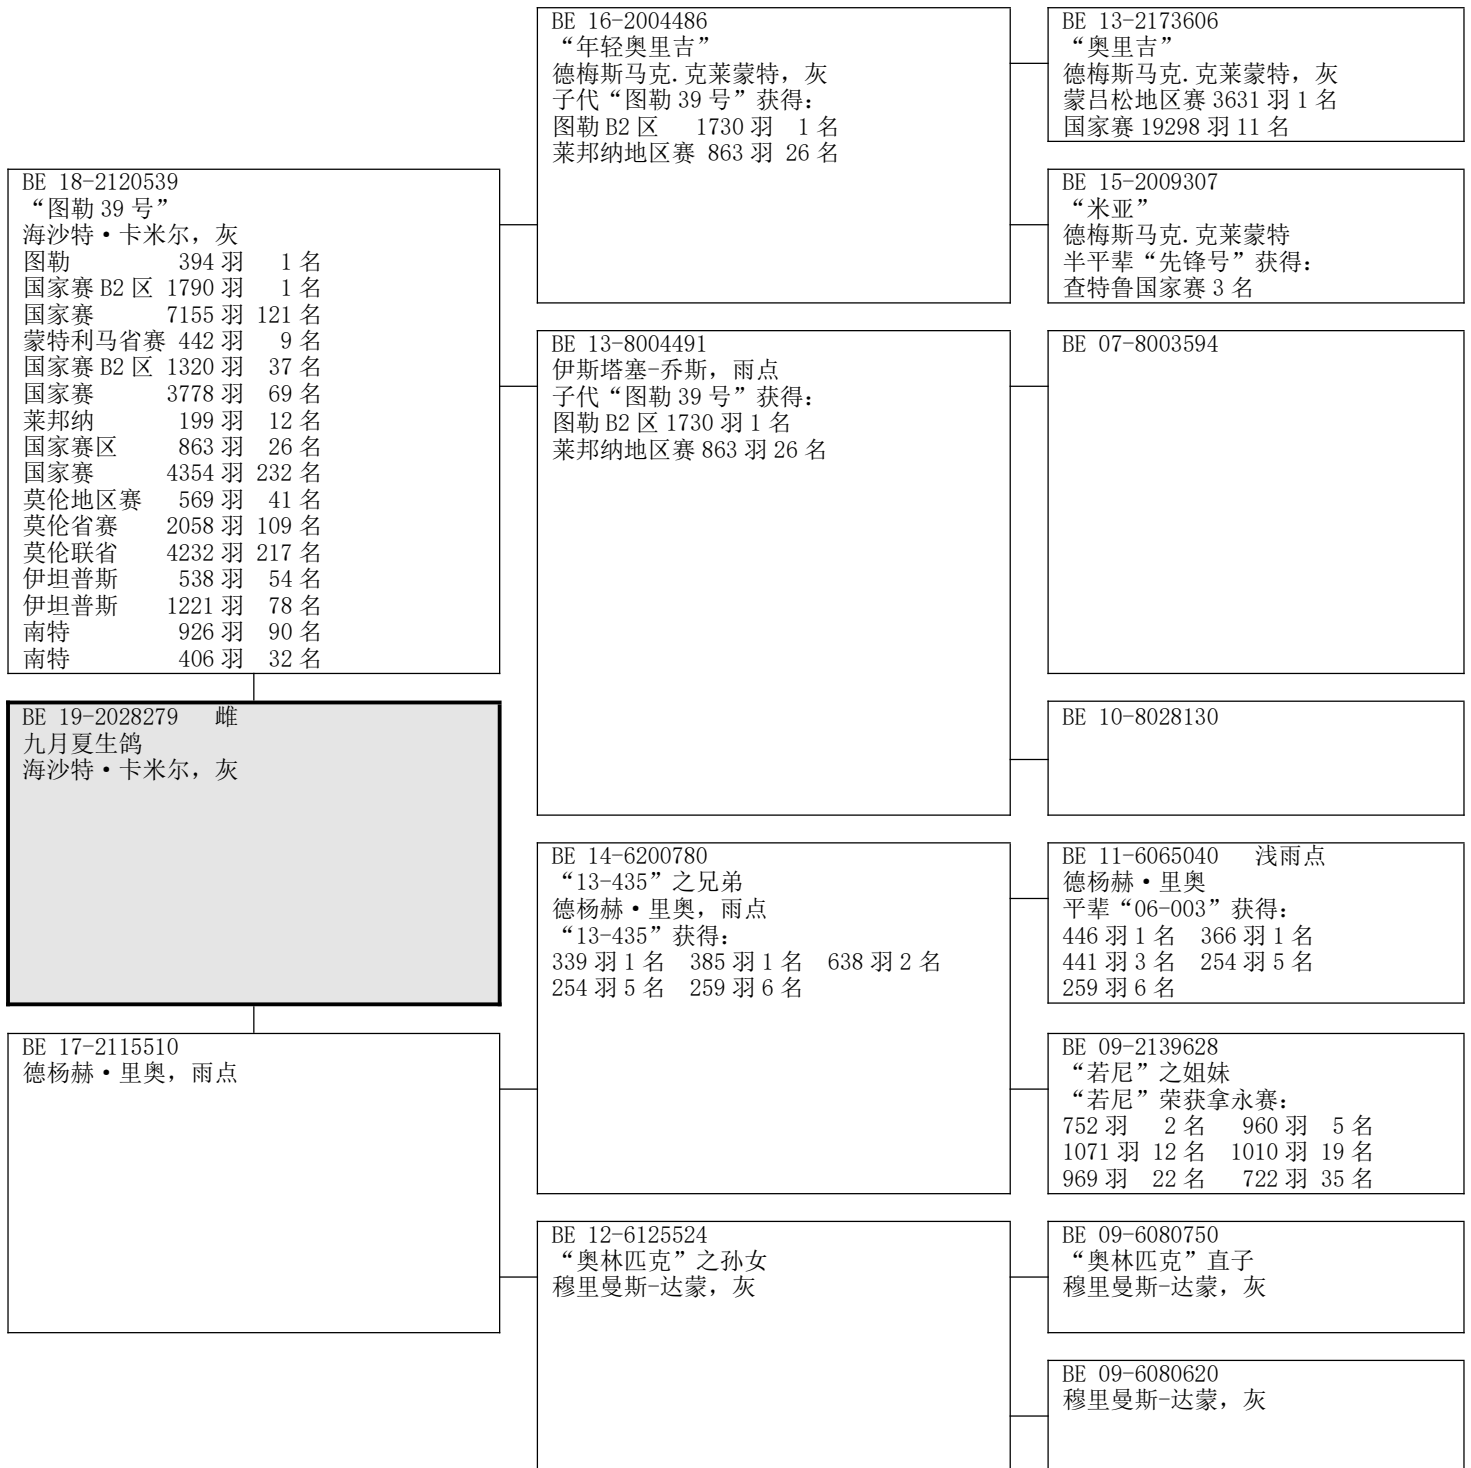 BE 16-2004486
“年轻奥里吉”
德梅斯马克.克莱蒙特，灰
子代“图勒 39 号”获得：
图勒 B2 区 1730 羽 1 名
莱邦纳地区赛 863 羽 26 名
BE 13-2173606
“奥里吉”
德梅斯马克.克莱蒙特，灰
蒙吕松地区赛 3631 羽 1 名
国家赛 19298 羽 11 名
BE 18-2120539
“图勒 39 号”
海沙特·卡米尔，灰
图勒 394 羽 1 名
国家赛 B2 区 1790 羽 1 名
国家赛 7155 羽 121 名
蒙特利马省赛 442 羽 9 名
国家赛 B2 区 1320 羽 37 名
国家赛 3778 羽 69 名
莱邦纳 199 羽 12 名
国家赛区 863 羽 26 名
国家赛 4354 羽 232 名
莫伦地区赛 569 羽 41 名
莫伦省赛 2058 羽 109 名
莫伦联省 4232 羽 217 名
伊坦普斯 538 羽 54 名
伊坦普斯 1221 羽 78 名
南特 926 羽 90 名
南特 406 羽 32 名
BE 15-2009307
“米亚”
德梅斯马克.克莱蒙特
半平辈“先锋号”获得：
查特鲁国家赛 3 名
BE 13-8004491
伊斯塔塞-乔斯，雨点
子代“图勒 39 号”获得：
图勒 B2 区 1730 羽 1 名
莱邦纳地区赛 863 羽 26 名
BE 07-8003594
BE 19-2028279 雌
九月夏生鸽
海沙特·卡米尔，灰
BE 10-8028130
BE 14-6200780
“13-435”之兄弟
德杨赫·里奥，雨点
“13-435”获得：
339 羽 1 名 385 羽 1 名 638 羽 2 名
254 羽 5 名 259 羽 6 名
BE 11-6065040 浅雨点
德杨赫·里奥
平辈“06-003”获得：
446 羽 1 名 366 羽 1 名
441 羽 3 名 254 羽 5 名
259 羽 6 名
BE 17-2115510
德杨赫·里奥，雨点
BE 09-2139628
“若尼”之姐妹
“若尼”荣获拿永赛：
752 羽 2 名 960 羽 5 名
1071 羽 12 名 1010 羽 19 名
969 羽 22 名 722 羽 35 名
BE 12-6125524
“奥林匹克”之孙女
穆里曼斯-达蒙，灰
BE 09-6080750
“奥林匹克”直子
穆里曼斯-达蒙，灰
BE 09-6080620
穆里曼斯-达蒙，灰